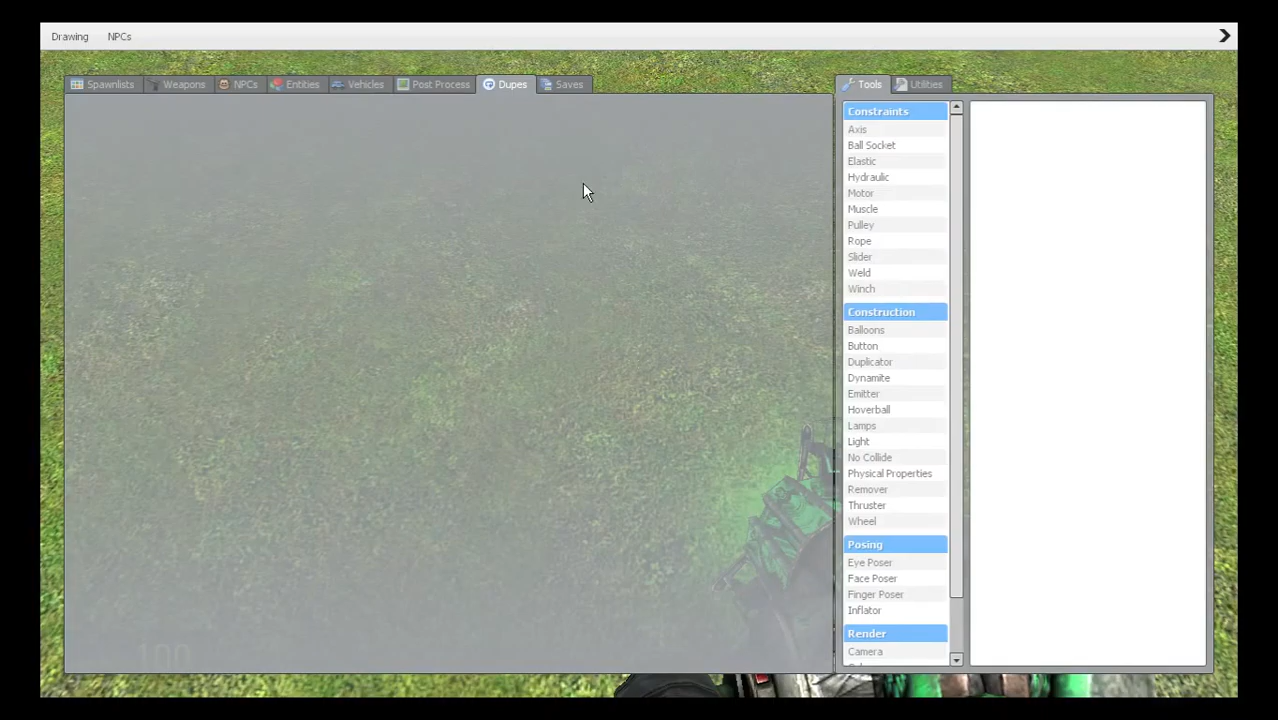 Drawing NPCs
Spawnlists Weapons NPCs Entities Vehicles Post Process Dupes Saves
Tools Utilities
Constraints
Axis
Ball Socket
Elastic
Hydraulic
Motor
Muscle
Pulley
Rope
Slider
Weld
Winch
Construction
Balloons
Button
Duplicator
Dynamite
Emitter
Hoverball
Lamps
Light
No Collide
Physical Properties
Remover
Thruster
Wheel
Posing
Eye Poser
Face Poser
Finger Poser
Inflator
Render
Camera
100